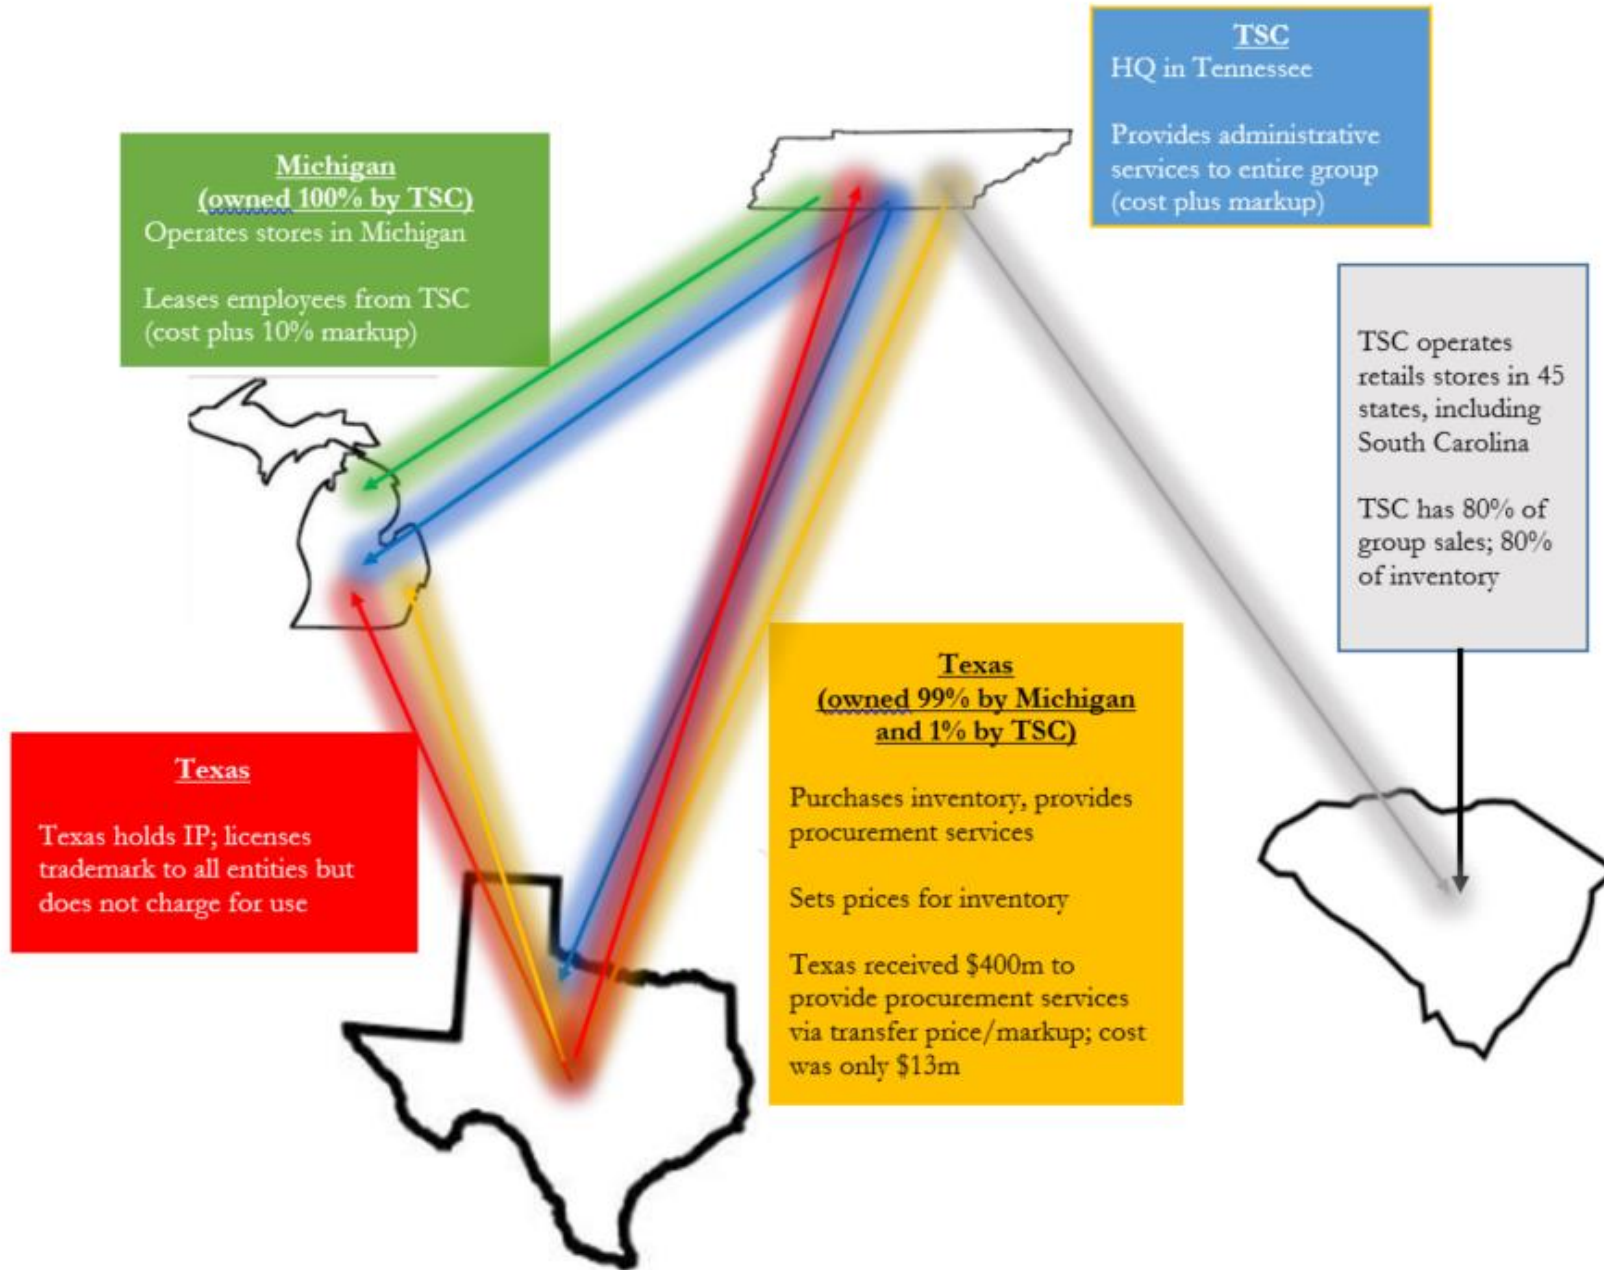 TSC
HQ in Tennessee
Provides administrative
services to entire group
(cost plus markup)
Michigan
(owned 100% by TSC)
Operates stores in Michigan
Leases employees from TSC
(cost plus 10% markup)
TSC operates
retails stores in 45
states, including
South Carolina
TSC has 80% of
group sales; 80%
of inventory
Texas
(owned 99% by Michigan
and 1% by TSC)
Purchases inventory, provides
procurement services
Sets prices for inventory
Texas received $400m to
provide procurement services
via transfer price/markup; cost
was only $13m
Texas
Texas holds IP; licenses
trademark to all entities but
does not charge for use